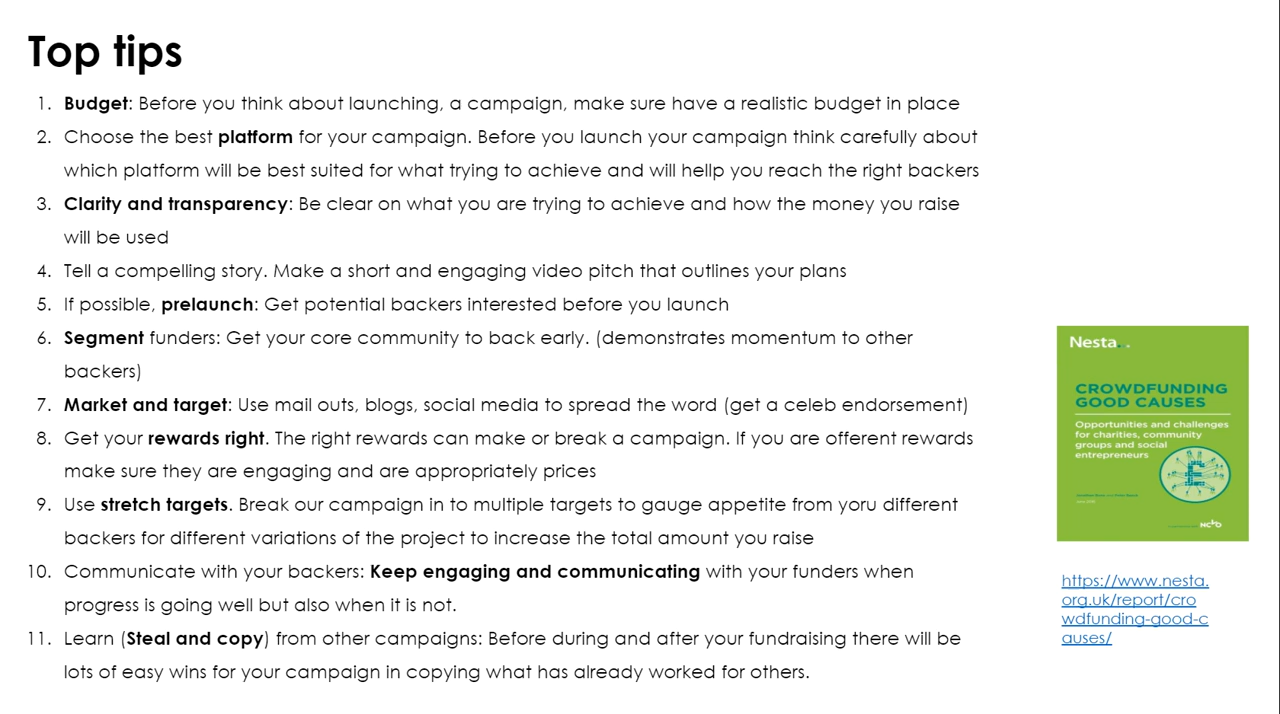 Top tips
1. Budget: Before you think about launching, a campaign, make sure have a realistic budget in place
2. Choose the best platform for your campaign. Before you launch your campaign think carefully about
which platform will be best suited for what trying to achieve and will hellp you reach the right backers
3. Clarity and transparency: Be clear on what you are trying to achieve and how the money you raise
will be used
4. Tell a compelling story. Make a short and engaging video pitch that outlines your plans
5. If possible, prelaunch: Get potential backers interested before you launch
6. Segment funders: Get your core community to back early. (demonstrates momentum to other
backers)
7. Market and target: Use mail outs, blogs, social media to spread the word (get a celeb endorsement)
8. Get your rewards right. The right rewards can make or break a campaign. If you are offerent rewards
make sure they are engaging and are appropriately prices
9. Use stretch targets. Break our campaign in to multiple targets to gauge appetite from yoru different
backers for different variations of the project to increase the total amount you raise
10. Communicate with your backers: Keep engaging and communicating with your funders when
progress is going well but also when it is not.
11. Learn (Steal and copy) from other campaigns: Before during and after your fundraising there will be
lots of easy wins for your campaign in copying what has already worked for others.
Nesta. .
CROWDFUNDING
GOOD CAUSES
Opportunities and challenges
for charities, community
groups and social
entrepreneurs
£
https://www.nesta.
org.uk/report/cro
wdfunding-good-c
auses/